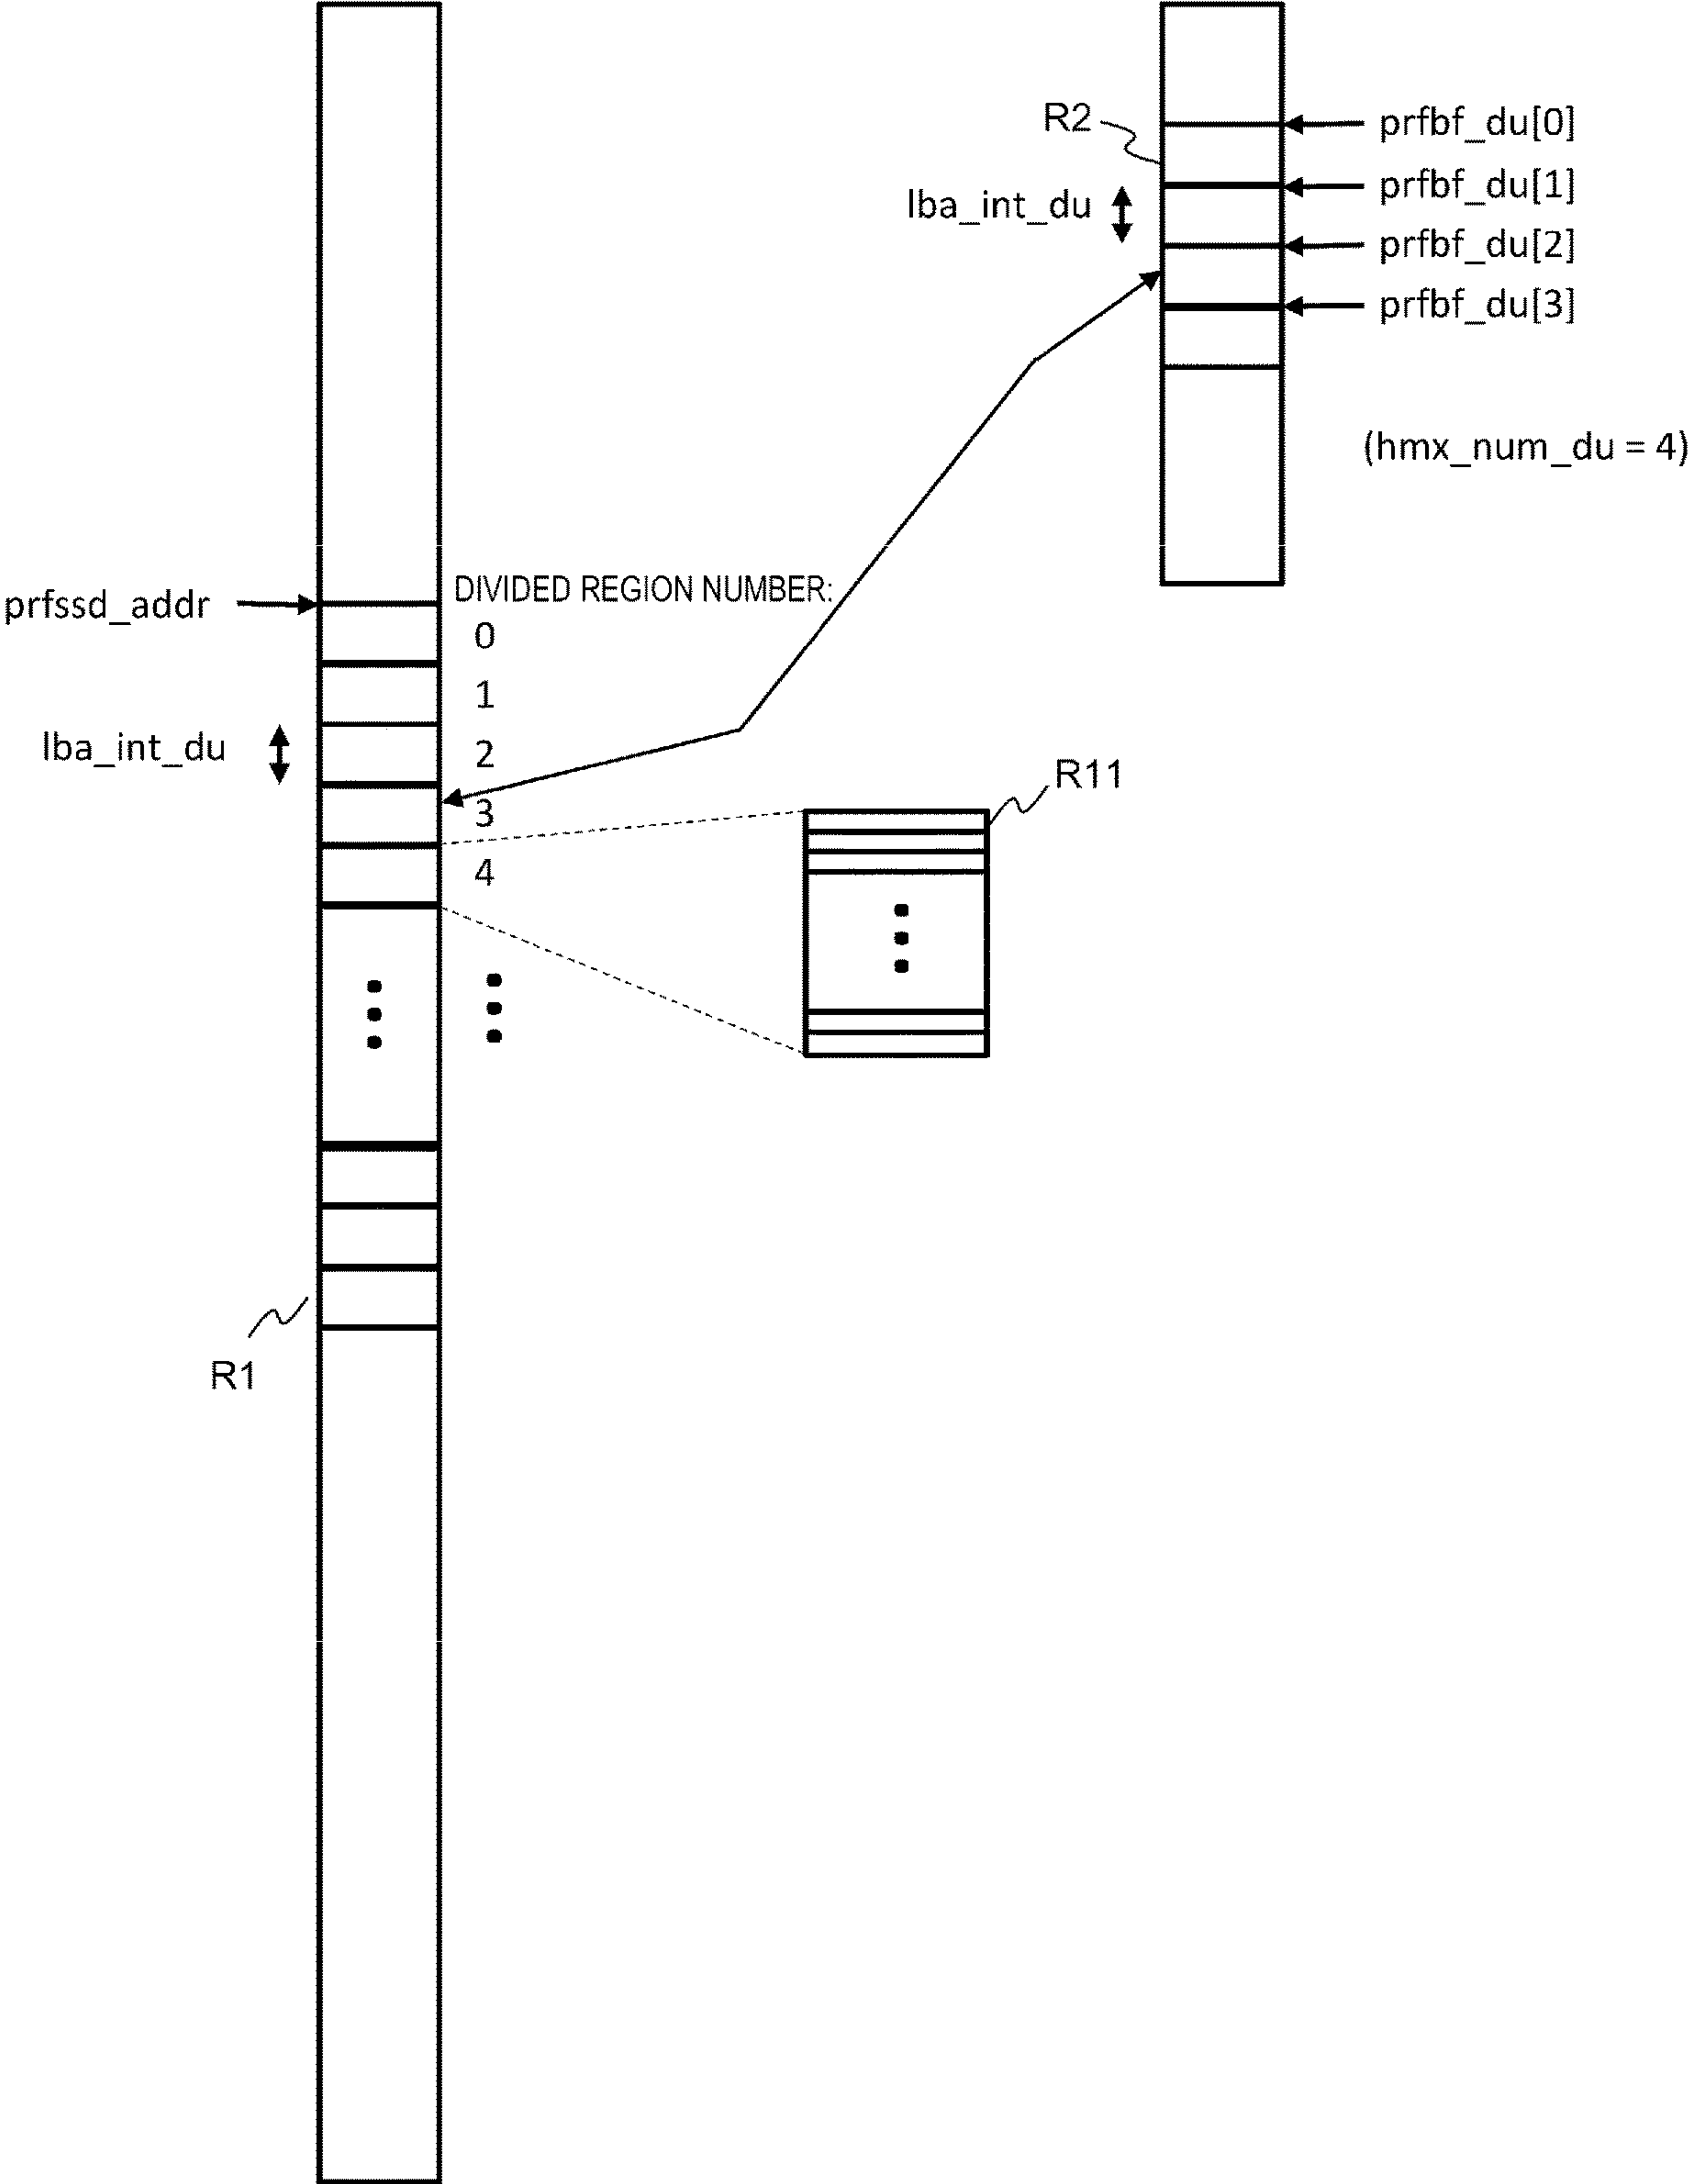 R2
prfbf_du[0]
prfbf_du[1]
lba_int_du
prfbf_du[2]
prfbf_du[3]
(hmx_num_du = 4)
DIVIDED REGION NUMBER:
prfssd_addr
0
1
lba_int_du
2
3
R11
4
R1